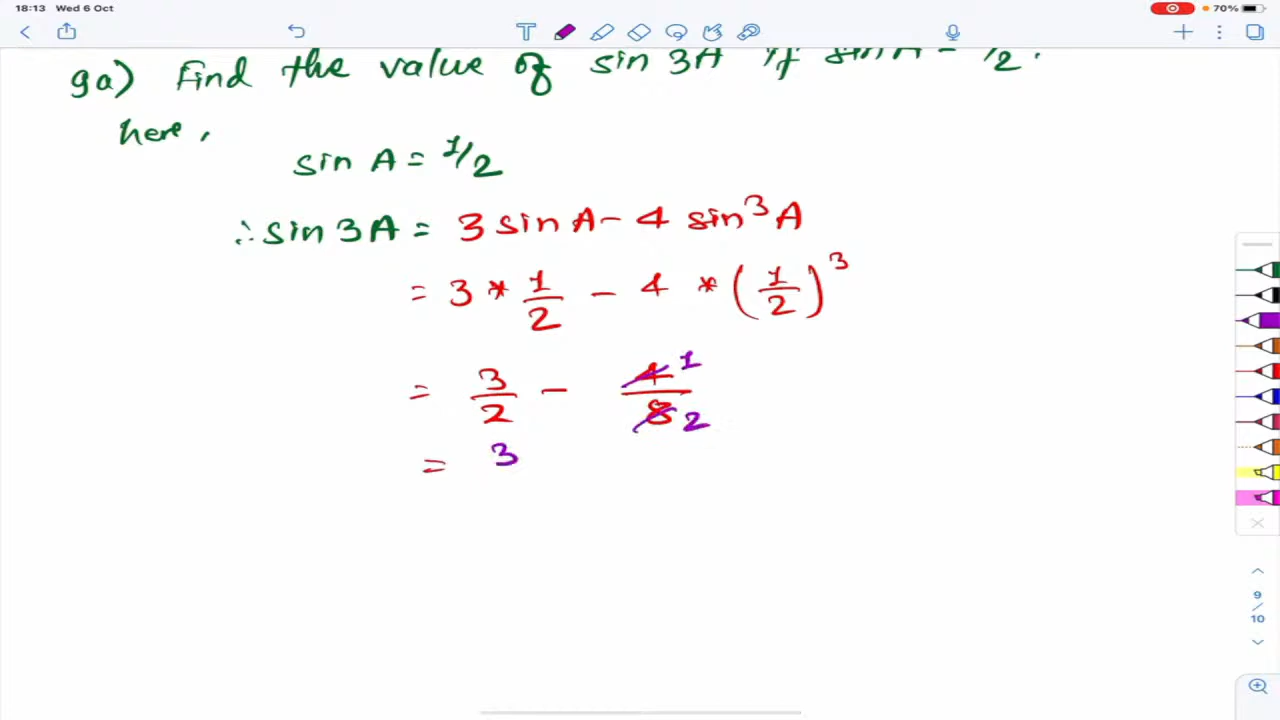 18:13 Wed 6 Oct
70%
9a) Find the value of sin 3A if sin A = 1/2.
here,
sin A = 1/2
∴ sin 3A = 3 sin A - 4 sin³ A
= 3 * 1/2 - 4 * (1/2)³
= 3/2 - 4/8 1 2
= 3
9
/
10